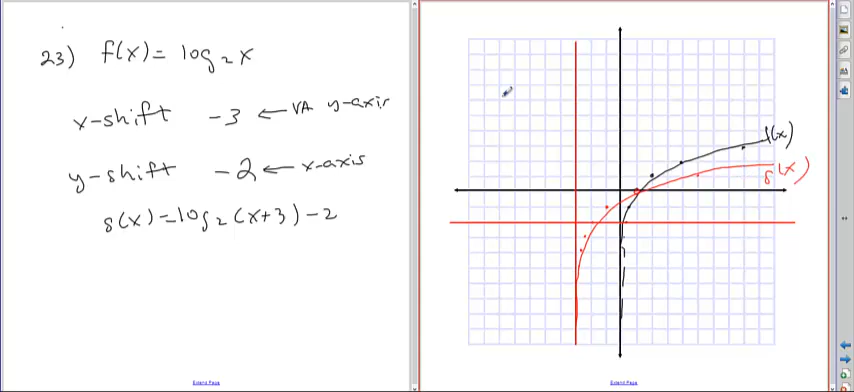 23) f(x) = log₂x
x-shift -3 ← VA y-axis
y-shift -2 ← x-axis
g(x) = log₂(x+3) -2
f(x)
g(x)
Extend Page
Extend Page